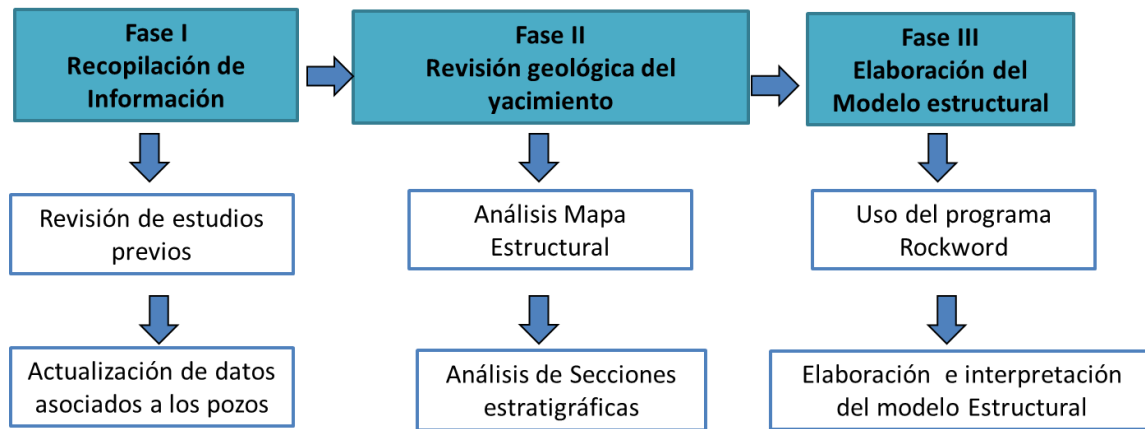 Fase I
Recopilación de
Información
Fase II
Revisión geológica del
yacimiento
Fase III
Elaboración del
Modelo estructural
Revisión de estudios
previos
Análisis Mapa
Estructural
Uso del programa
Rockword
Actualización de datos
asociados a los pozos
Análisis de Secciones
estratigráficas
Elaboración e interpretación
del modelo Estructural